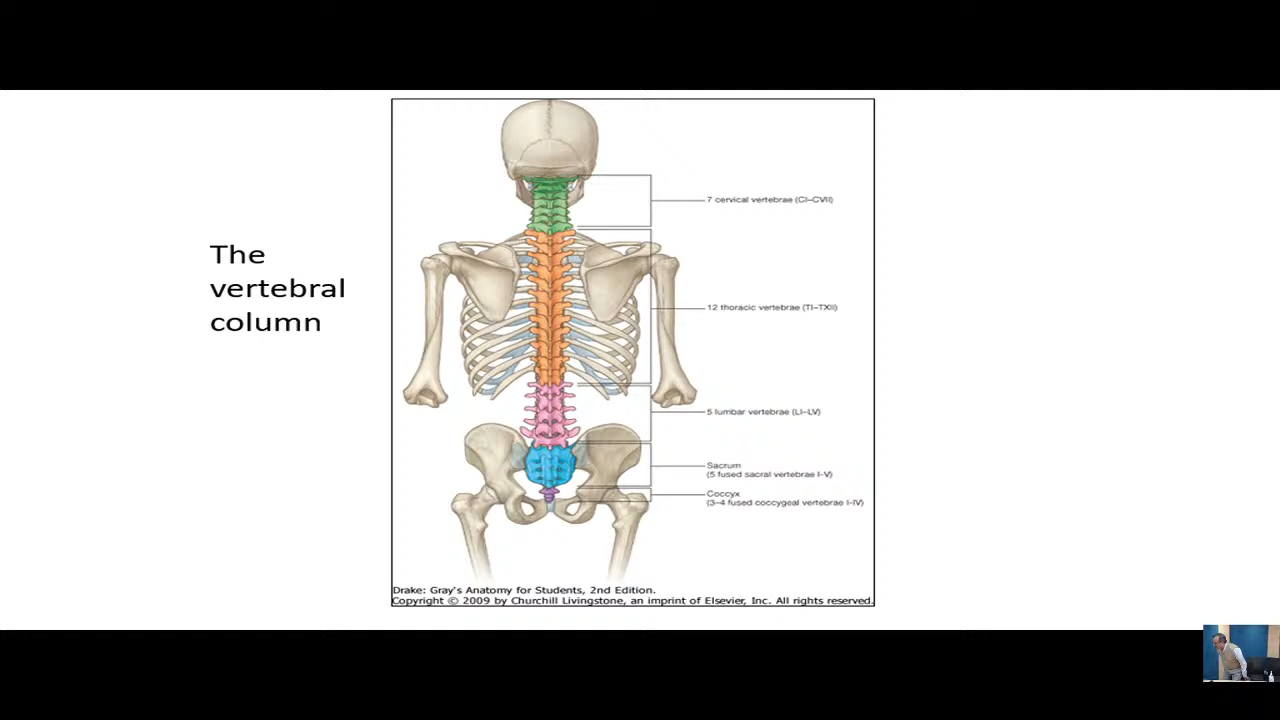 The
vertebral
column
7 cervical vertebrae (CI–CVII)
12 thoracic vertebrae (TI–TXII)
5 lumbar vertebrae (LI–LV)
Sacrum
(5 fused sacral vertebrae I–V)
Coccyx
(3–4 fused coccygeal vertebrae I–IV)
Drake: Gray's Anatomy for Students, 2nd Edition.
Copyright © 2009 by Churchill Livingstone, an imprint of Elsevier, Inc. All rights reserved.